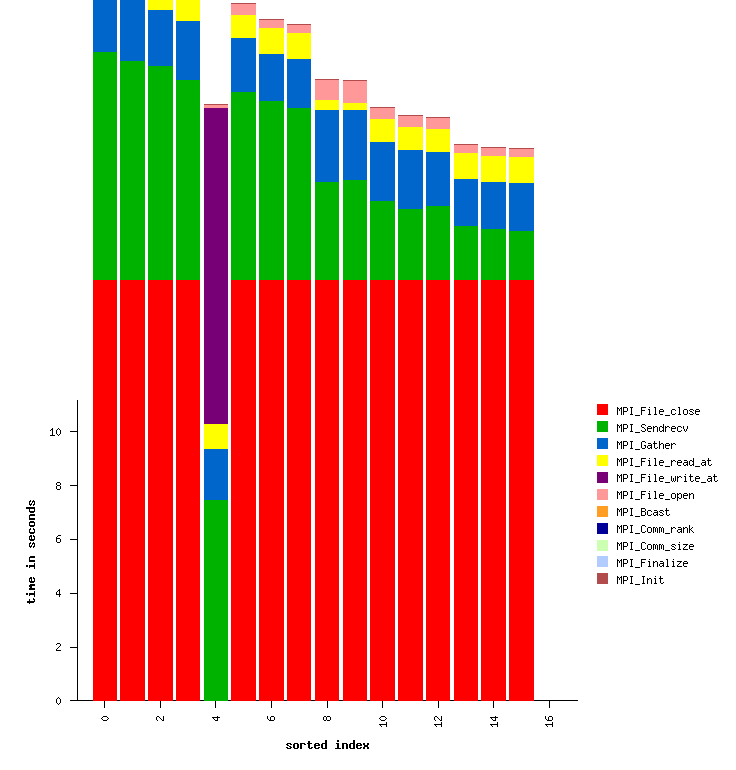 10
8
6
4
2
0
time in seconds
0
2
4
6
8
10
12
14
16
sorted index
MPI_File_close
MPI_Sendrecv
MPI_Gather
MPI_File_read_at
MPI_File_write_at
MPI_File_open
MPI_Bcast
MPI_Comm_rank
MPI_Comm_size
MPI_Finalize
MPI_Init